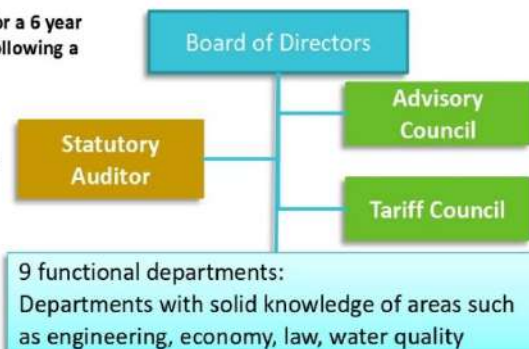 or a 6 year
ollowing a
Board of Directors
Advisory
Council
Statutory
Auditor
Tariff Council
9 functional departments:
Departments with solid knowledge of areas such
as engineering, economy, law, water quality